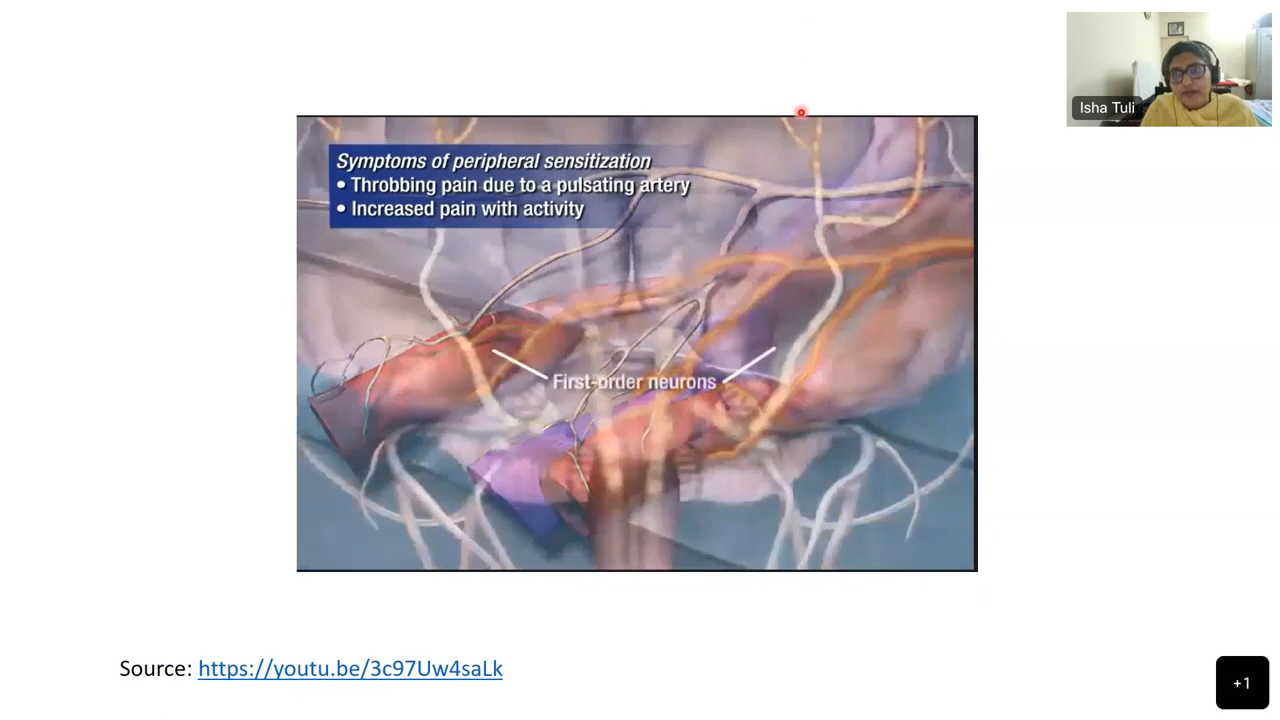 Isha Tuli
Symptoms of peripheral sensitization
• Throbbing pain due to a pulsating artery
• Increased pain with activity
First-order neurons
Source: https://youtu.be/3c97Uw4saLk
+1